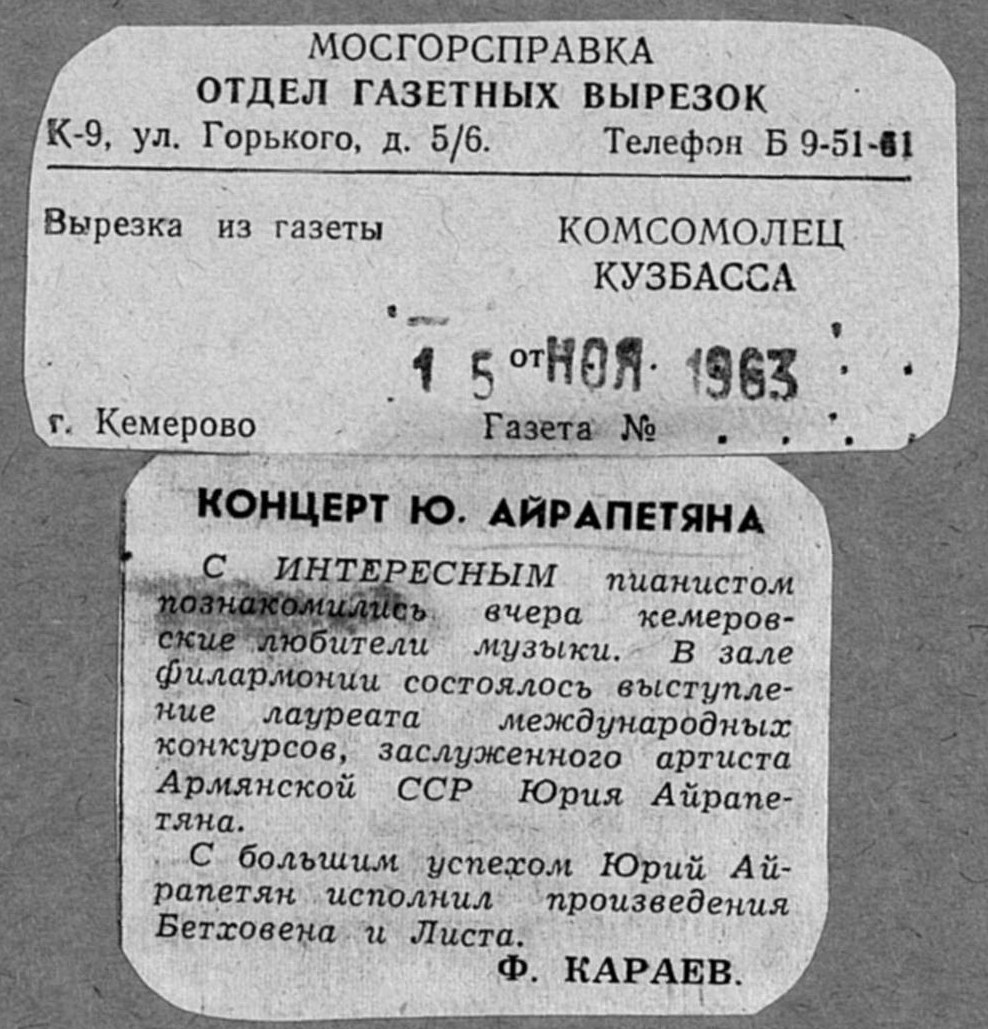 МОСГОРСПРАВКА
ОТДЕЛ ГАЗЕТНЫХ ВЫРЕЗОК
К-9, ул. Горького, д. 5/6. Телефон Б 9-51-61
Вырезка из газеты КОМСОМОЛЕЦ
КУЗБАССА
15 от НОЯ. 1963
г. Кемерово Газета №
КОНЦЕРТ Ю. АЙРАПЕТЯНА
С ИНТЕРЕСНЫМ пианистом
познакомились вчера кемеров-
ские любители музыки. В зале
филармонии состоялось выступле-
ние лауреата международных
конкурсов, заслуженного артиста
Армянской ССР Юрия Айрапе-
тяна.
С большим успехом Юрий Ай-
рапетян исполнил произведения
Бетховена и Листа.
Ф. КАРАЕВ.